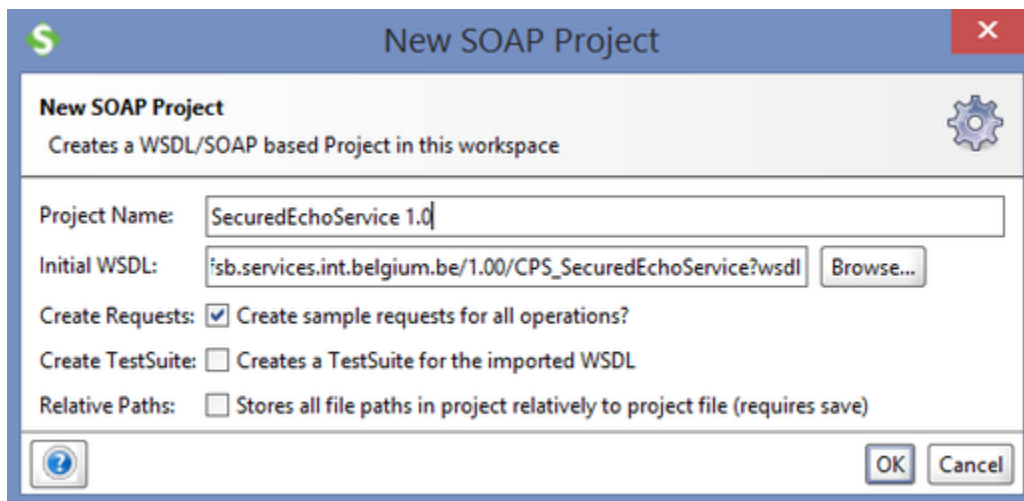 New SOAP Project
New SOAP Project
Creates a WSDL/SOAP based Project in this workspace
Project Name: SecuredEchoService 1.0
Initial WSDL: fsb.services.int.belgium.be/1.00/CPS_SecuredEchoService?wsdl Browse...
Create Requests: Create sample requests for all operations?
Create TestSuite: Creates a TestSuite for the imported WSDL
Relative Paths: Stores all file paths in project relatively to project file (requires save)
OK Cancel